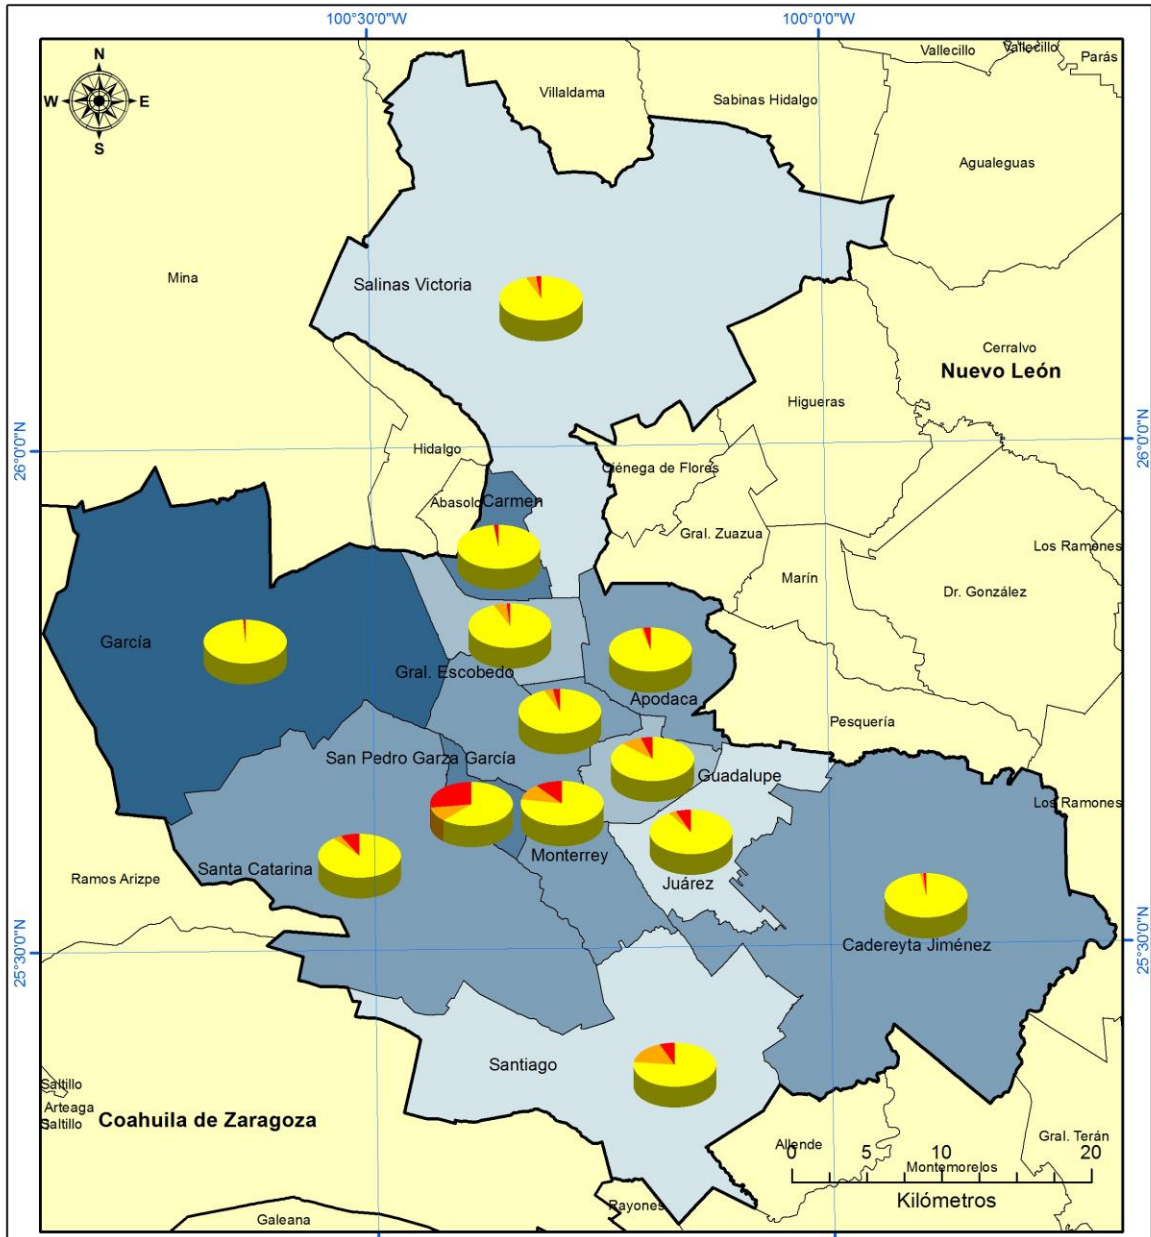 100°30'0"W
100°0'0"W
N
W
E
S
Villaldama
Sabinas Hidalgo
Vallecillo
Vallecillo
Parás
Agualeguas
Mina
Salinas Victoria
Cerralvo
Nuevo León
Higueras
26°0'0"N
26°0'0"N
Hidalgo
Ciénega de Flores
Abasolo
Carmen
Gral. Zuazua
Los Ramones
Marín
Dr. González
García
Gral. Escobedo
Apodaca
Pesquería
San Pedro Garza García
Guadalupe
Los Ramones
Monterrey
Santa Catarina
Juárez
Ramos Arizpe
Cadereyta Jiménez
25°30'0"N
25°30'0"N
Santiago
Saltillo
Arteaga
Saltillo
Coahuila de Zaragoza
Allende
Gral. Terán
0 5 10 20
Montemorelos
Kilómetros
Rayones
Galeana